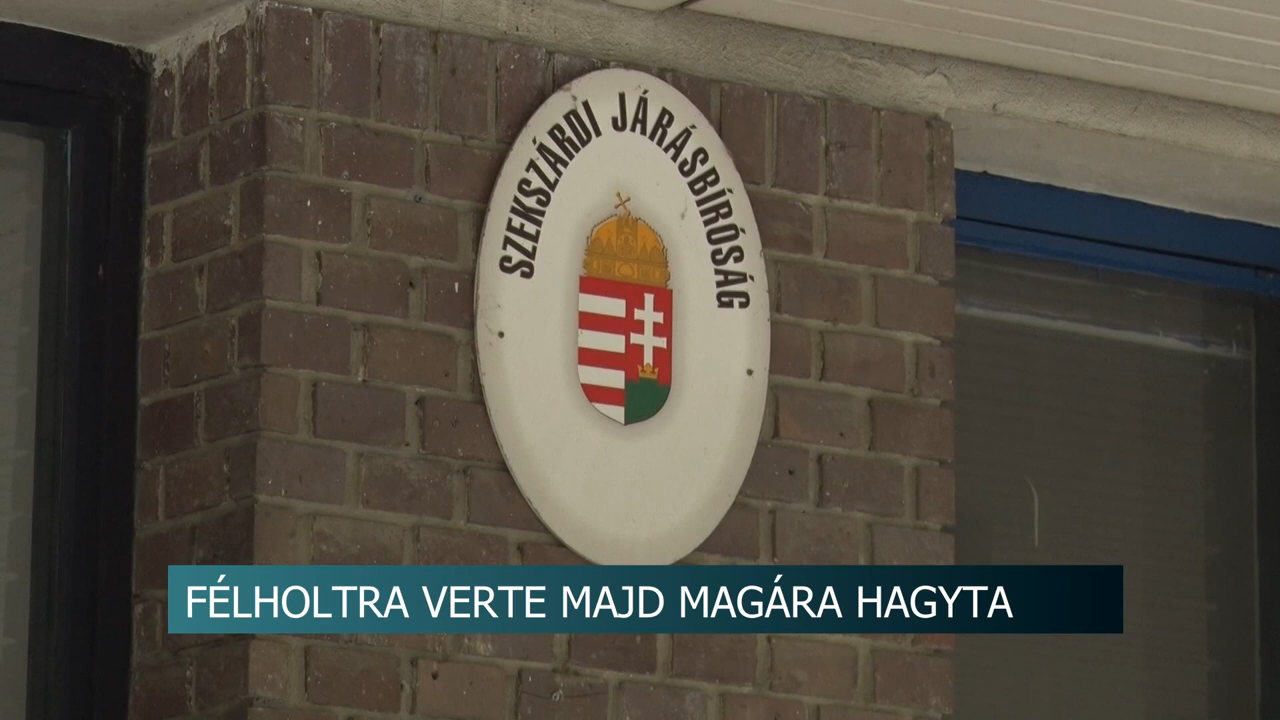 SZEKSZÁRDI JÁRÁSBÍRÓSÁG
FÉLHOLTRA VERTE MAJD MAGÁRA HAGYTA